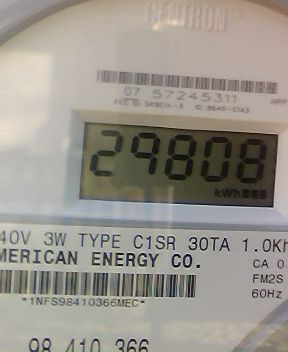 CENTRON®
07 57245311
29808
kWh
40V 3W TYPE C1SR 30TA 1.0Kh
MERICAN ENERGY CO.
CA 0
FM2S
60Hz
*1NFS98410366MEC*
98 410 366